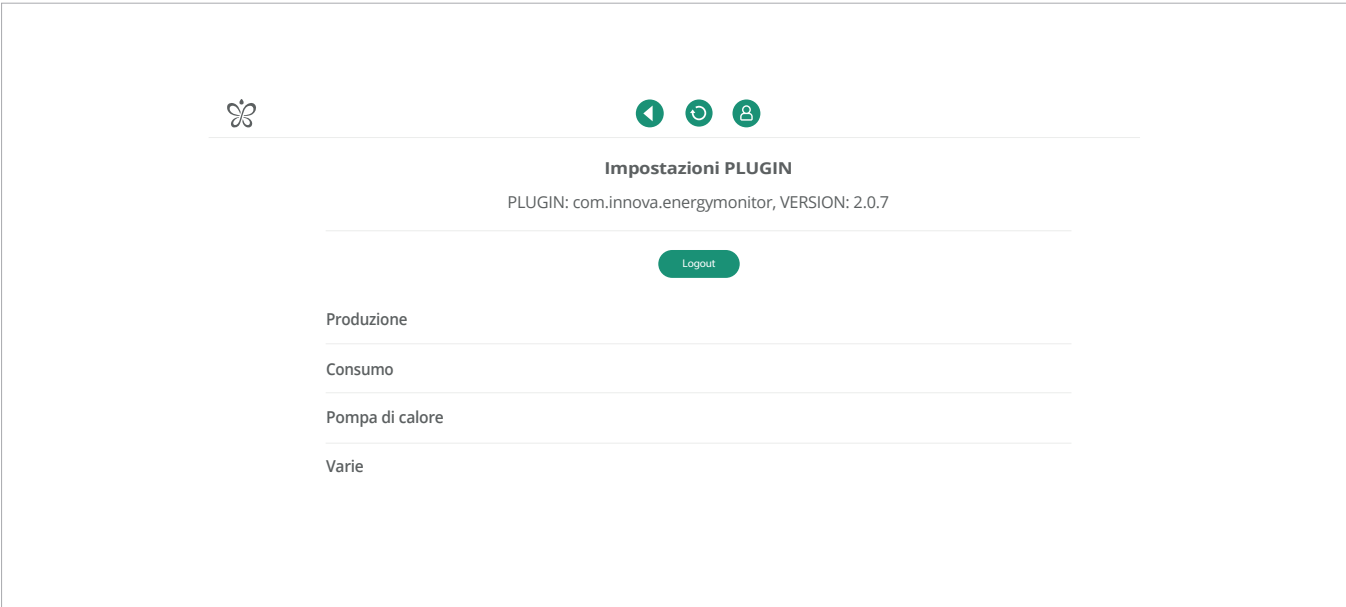 Impostazioni PLUGIN
PLUGIN: com.innova.energymonitor, VERSION: 2.0.7
Logout
Produzione
Consumo
Pompa di calore
Varie